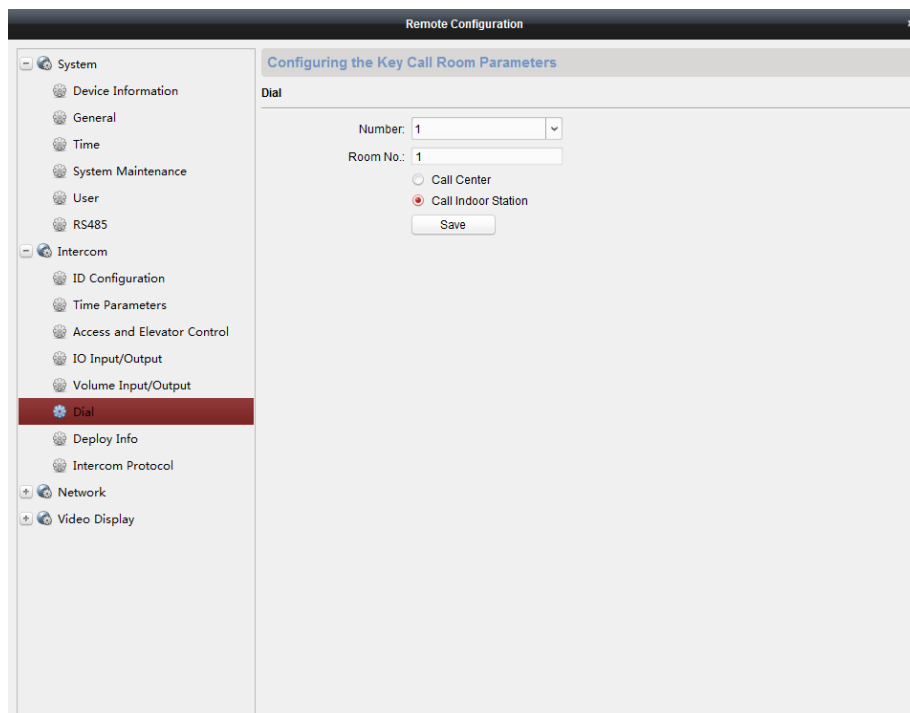 Remote Configuration
System
Device Information
General
Time
System Maintenance
User
RS485
Intercom
ID Configuration
Time Parameters
Access and Elevator Control
IO Input/Output
Volume Input/Output
Dial
Deploy Info
Intercom Protocol
Network
Video Display
Configuring the Key Call Room Parameters
Dial
Number: 1
Room No.: 1
Call Center
Call Indoor Station
Save